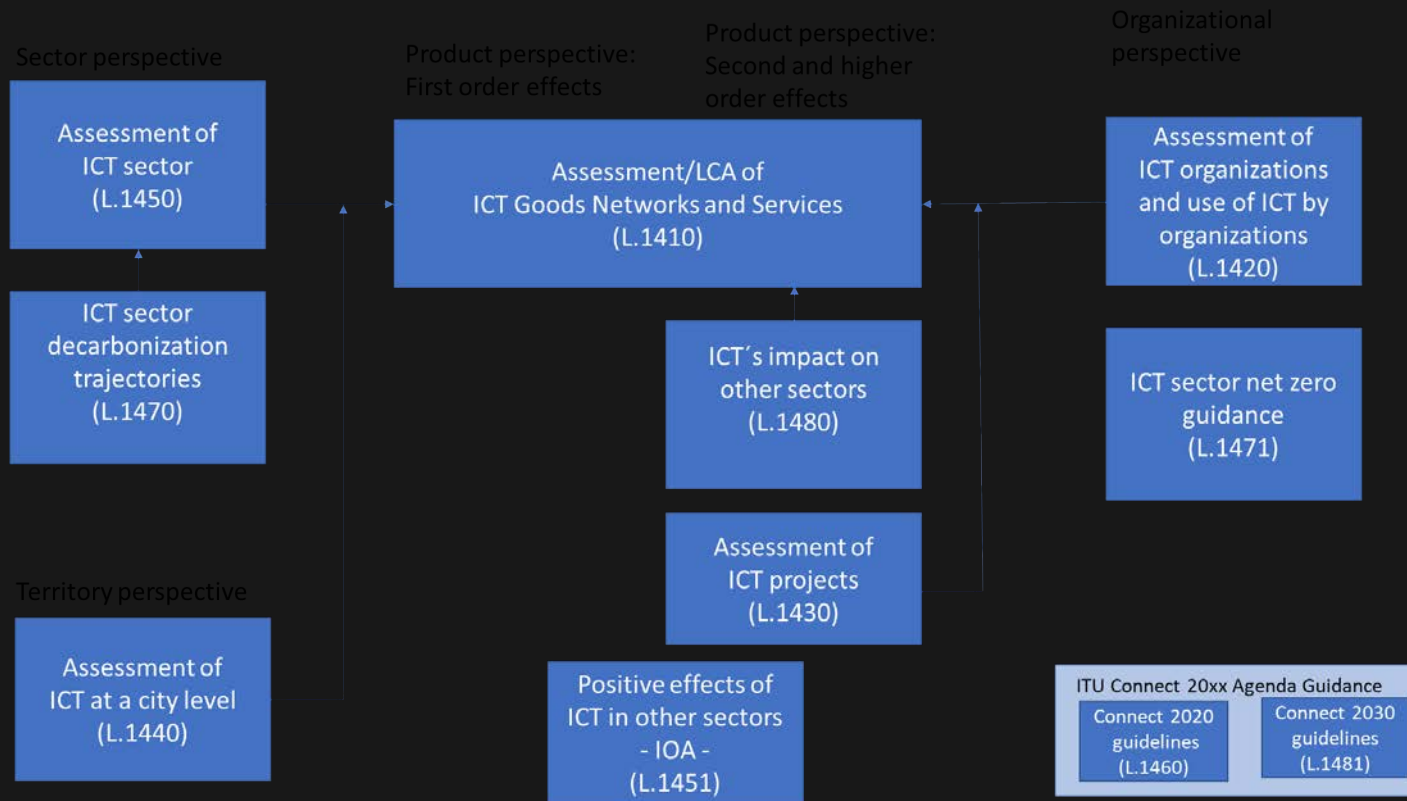 Sector perspective
Assessment of
ICT sector
(L.1450)
ICT sector
decarbonization
trajectories
(L.1470)
Territory perspective
Assessment of
ICT at a city level
(L.1440)
Product perspective:
First order effects
Product perspective:
Second and higher
order effects
Assessment/LCA of
ICT Goods Networks and Services
(L.1410)
ICT´s impact on
other sectors
(L.1480)
Assessment of
ICT projects
(L.1430)
Positive effects of
ICT in other sectors
- IOA -
(L.1451)
Organizational
perspective
Assessment of
ICT organizations
and use of ICT by
organizations
(L.1420)
ICT sector net zero
guidance
(L.1471)
ITU Connect 20xx Agenda Guidance
Connect 2020
guidelines
(L.1460)
Connect 2030
guidelines
(L.1481)